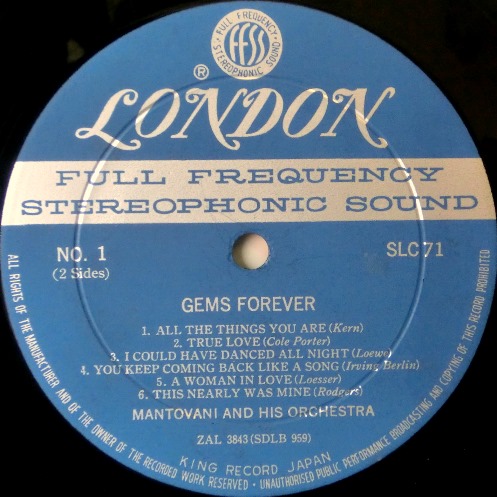 FULL FREQUENCY
FFSS
STEREOPHONIC SOUND
®
LONDON
FULL FREQUENCY
STEREOPHONIC SOUND
NO. 1
(2 Sides)
SLC 71
GEMS FOREVER
1. ALL THE THINGS YOU ARE (Kern)
2. TRUE LOVE (Cole Porter)
3. I COULD HAVE DANCED ALL NIGHT (Loewe)
4. YOU KEEP COMING BACK LIKE A SONG (Irving Berlin)
5. A WOMAN IN LOVE (Loesser)
6. THIS NEARLY WAS MINE (Rodgers)
MANTOVANI AND HIS ORCHESTRA
ZAL 3843 (SDLB 959)
KING RECORD JAPAN
ALL RIGHTS OF THE MANUFACTURER AND OF THE OWNER OF THE RECORDED WORK RESERVED • UNAUTHORISED PUBLIC PERFORMANCE BROADCASTING AND COPYING OF THIS RECORD PROHIBITED